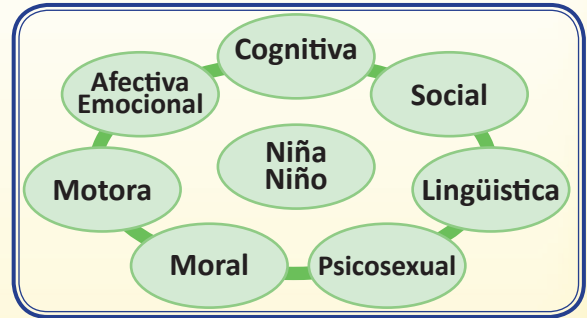 Cognitiva
Afectiva
Emocional
Social
Niña
Niño
Motora
Lingüistica
Moral
Psicosexual